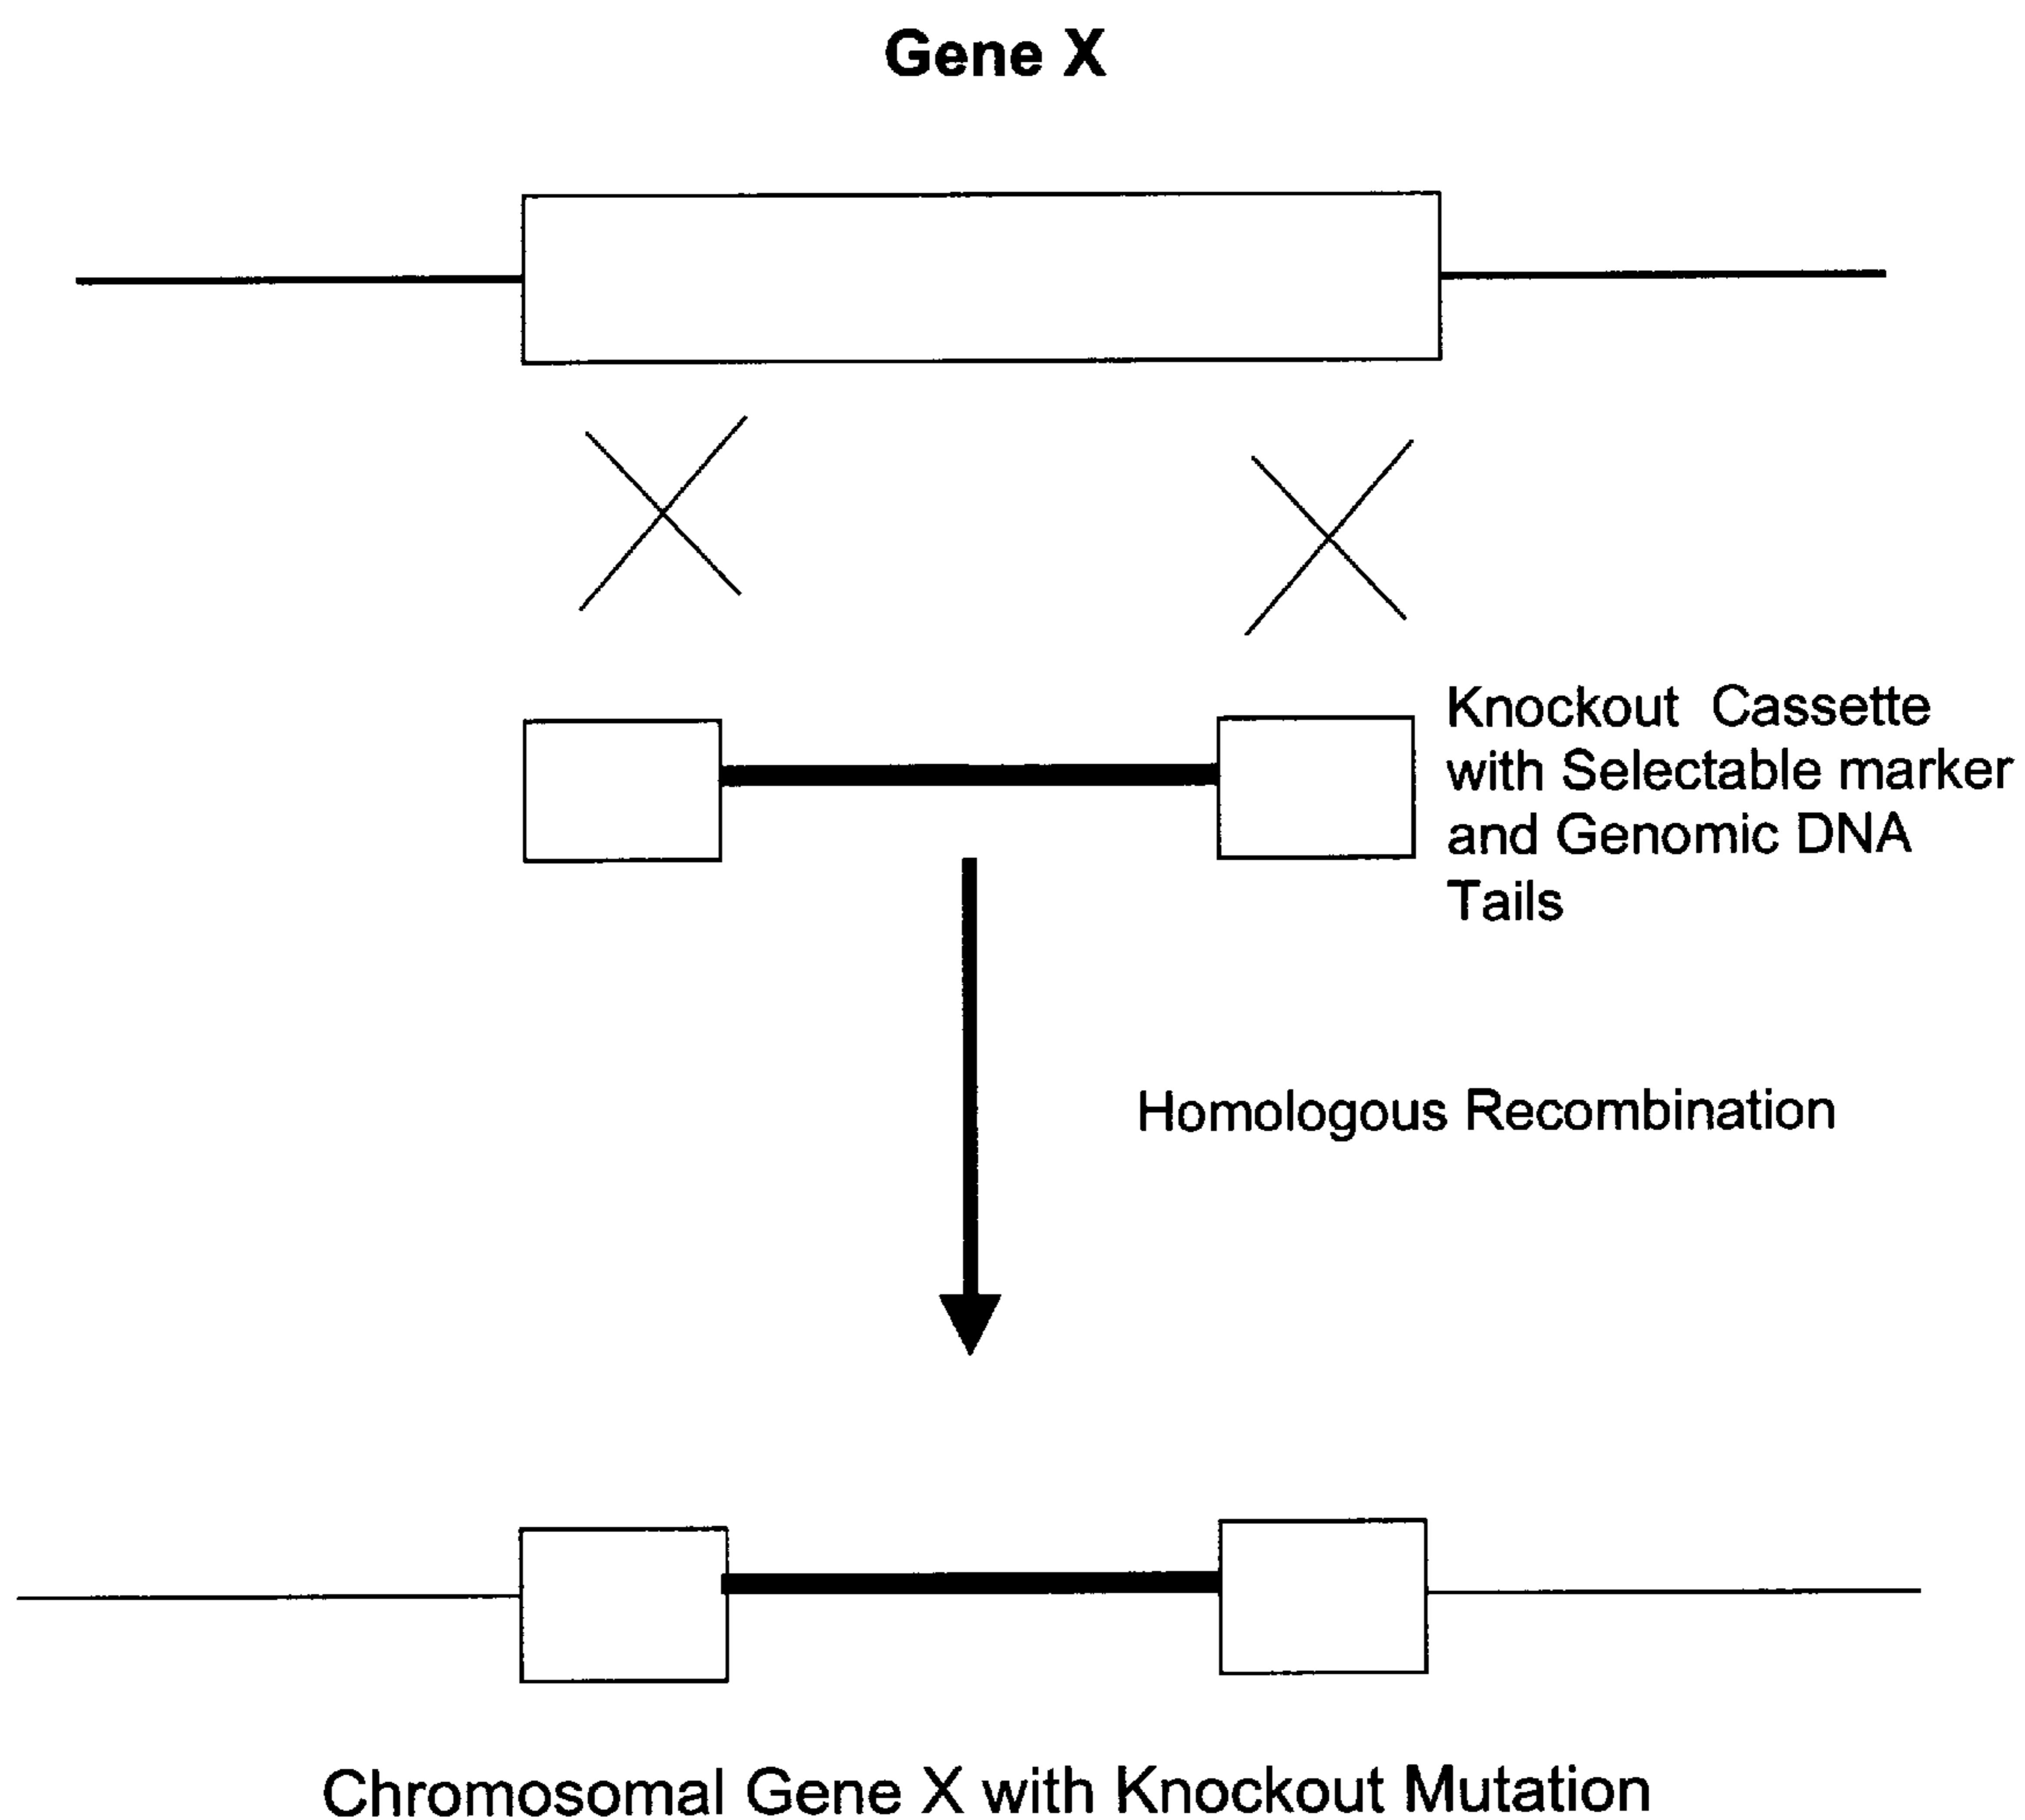 Gene X
Knockout Cassette
with Selectable marker
and Genomic DNA
Tails
Homologous Recombination
Chromosomal Gene X with Knockout Mutation